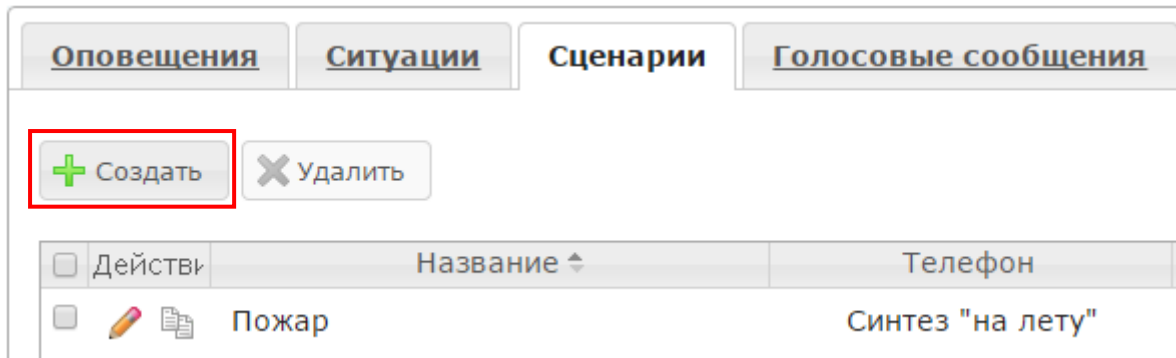 Оповещения Ситуации Сценарии Голосовые сообщения
Создать Удалить
Действи Название Телефон
Пожар Синтез "на лету"